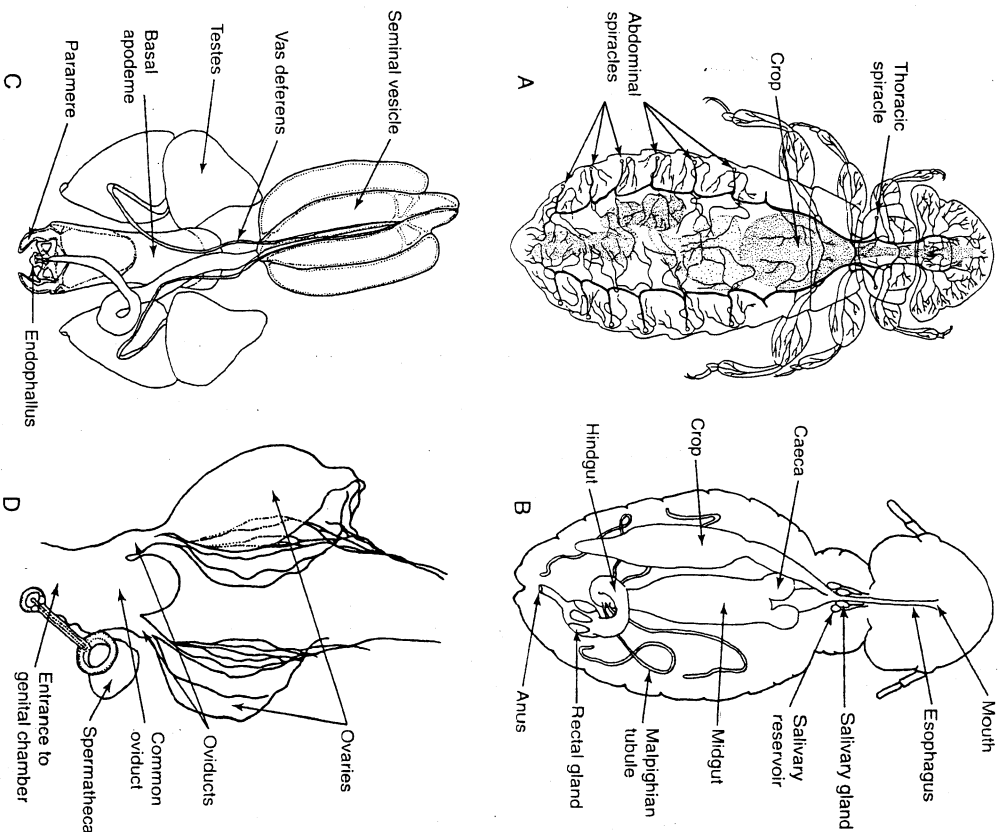 A
Thoracic
spiracle
Crop
Abdominal
spiracles
B
Mouth
Esophagus
Salivary gland
Salivary
reservoir
Midgut
Malpighian
tubule
Rectal gland
Anus
Caeca
Crop
Hindgut
C
Seminal vesicle
Vas deferens
Testes
Basal
apodeme
Paramere
Endophallus
D
Ovaries
Oviducts
Common
oviduct
Spermatheca
Entrance to
genital chamber